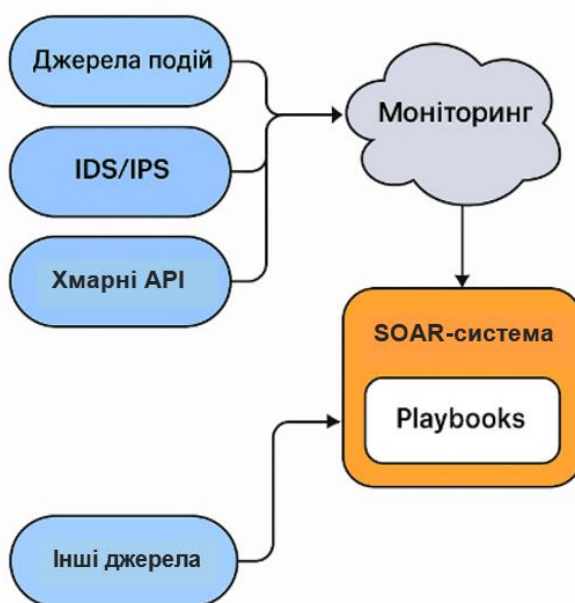 Джерела подій
Моніторинг
IDS/IPS
Хмарні API
SOAR-система
Playbooks
Інші джерела